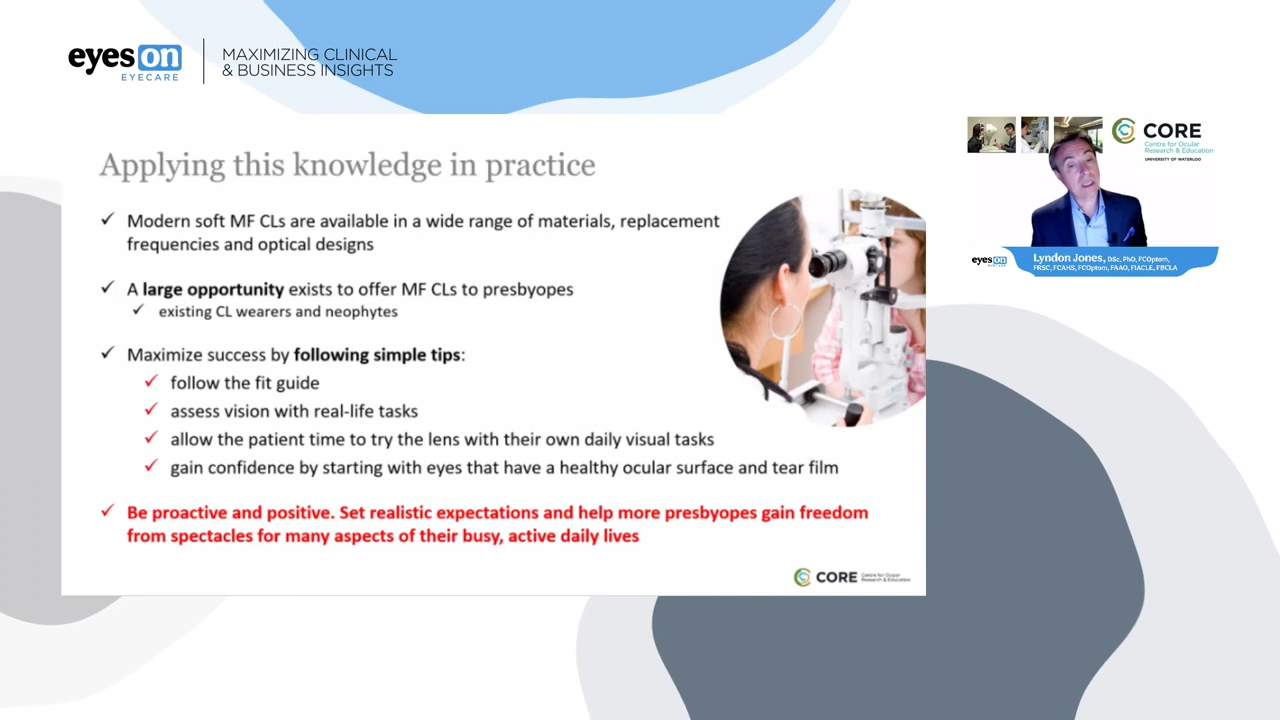 eyes on
EYECARE
MAXIMIZING CLINICAL
& BUSINESS INSIGHTS
Applying this knowledge in practice
Modern soft MF CLs are available in a wide range of materials, replacement
frequencies and optical designs
A large opportunity exists to offer MF CLs to presbyopes
existing CL wearers and neophytes
Maximize success by following simple tips:
follow the fit guide
assess vision with real-life tasks
allow the patient time to try the lens with their own daily visual tasks
gain confidence by starting with eyes that have a healthy ocular surface and tear film
Be proactive and positive. Set realistic expectations and help more presbyopes gain freedom
from spectacles for many aspects of their busy, active daily lives
CORE
Centre for Ocular
Research & Education
CORE
Centre for Ocular
Research & Education
UNIVERSITY OF WATERLOO
eyes on
EYECARE
Lyndon Jones, DSc, PhD, FCOptom,
FRSC, FCAHS, FCOptom, FAAO, FIACLE, FBCLA